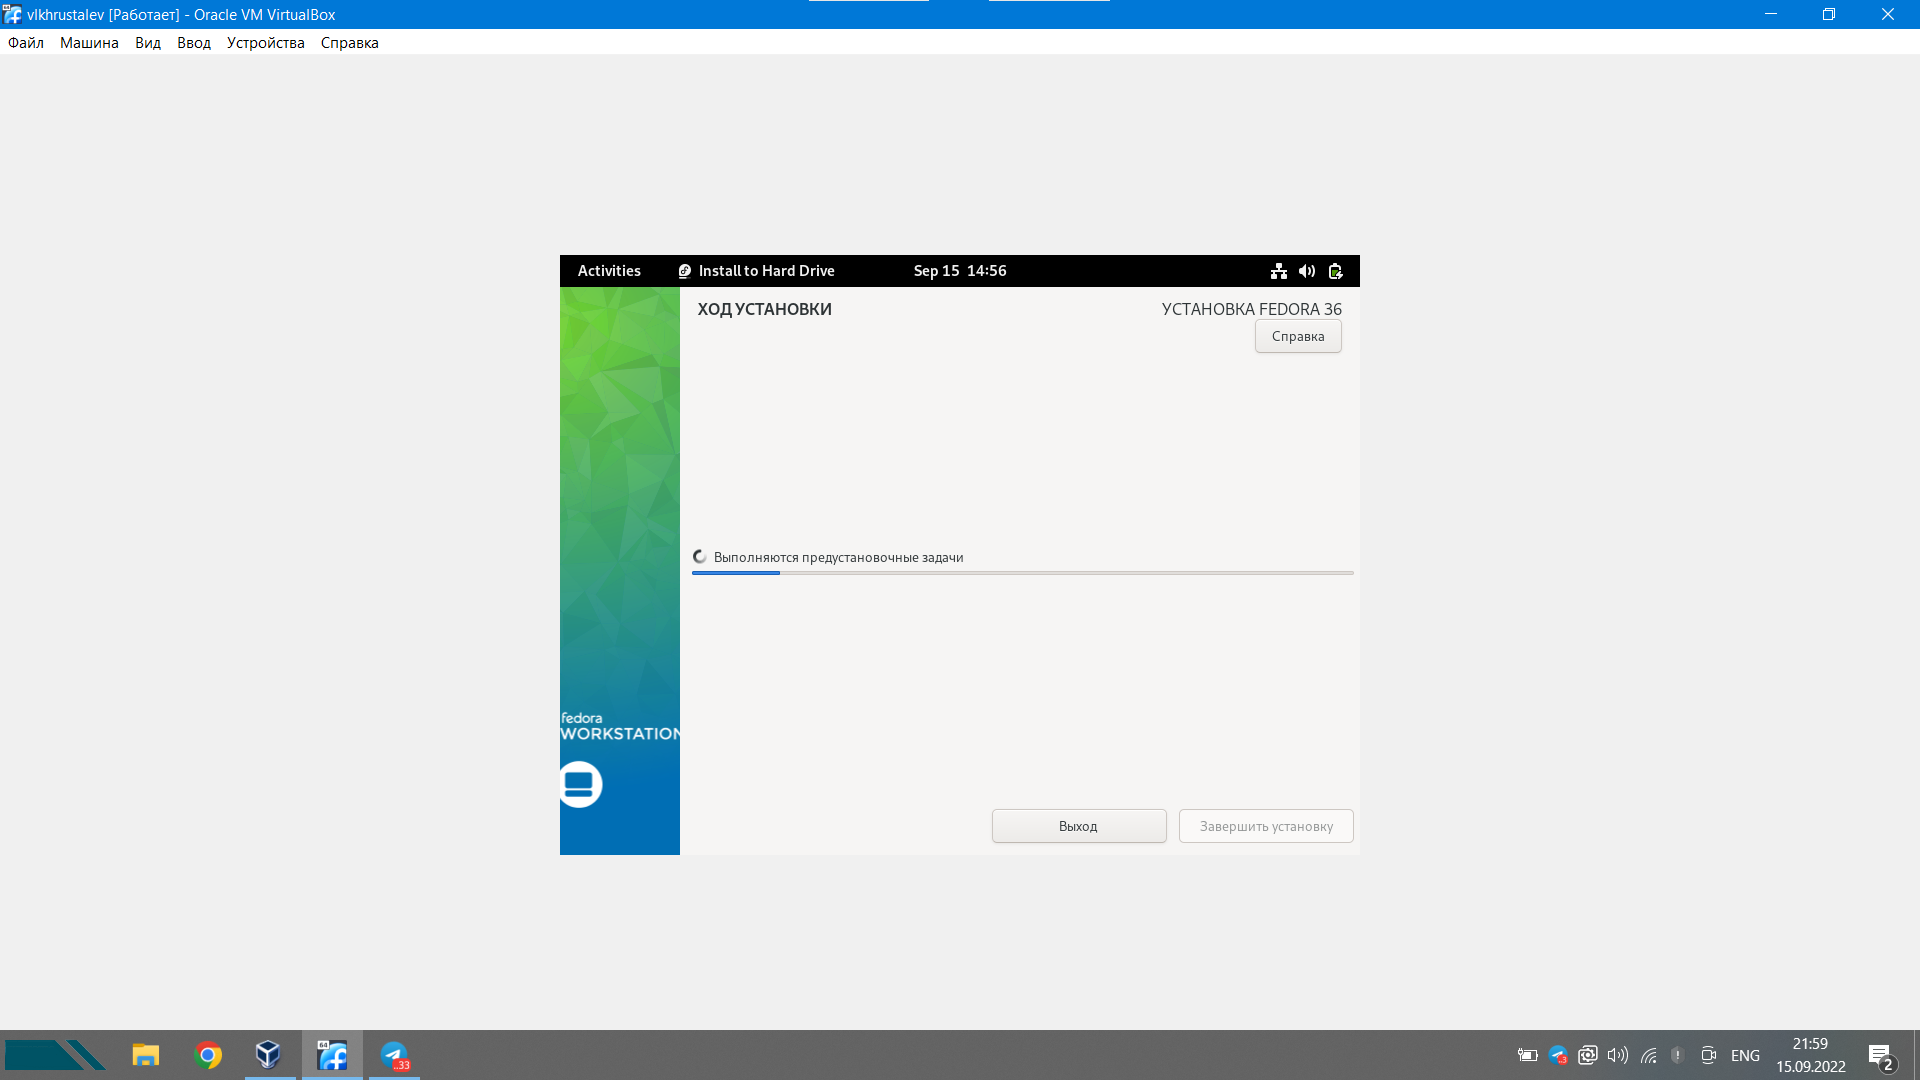 vlkhrustalev [Работает] - Oracle VM VirtualBox
Файл Машина Вид Ввод Устройства Справка
Activities Install to Hard Drive Sep 15 14:56
ХОД УСТАНОВКИ УСТАНОВКА FEDORA 36
Справка
Выполняются предустановочные задачи
fedora
WORKSTATION
Выход Завершить установку
64
..33
3
ENG
21:59
15.09.2022
2